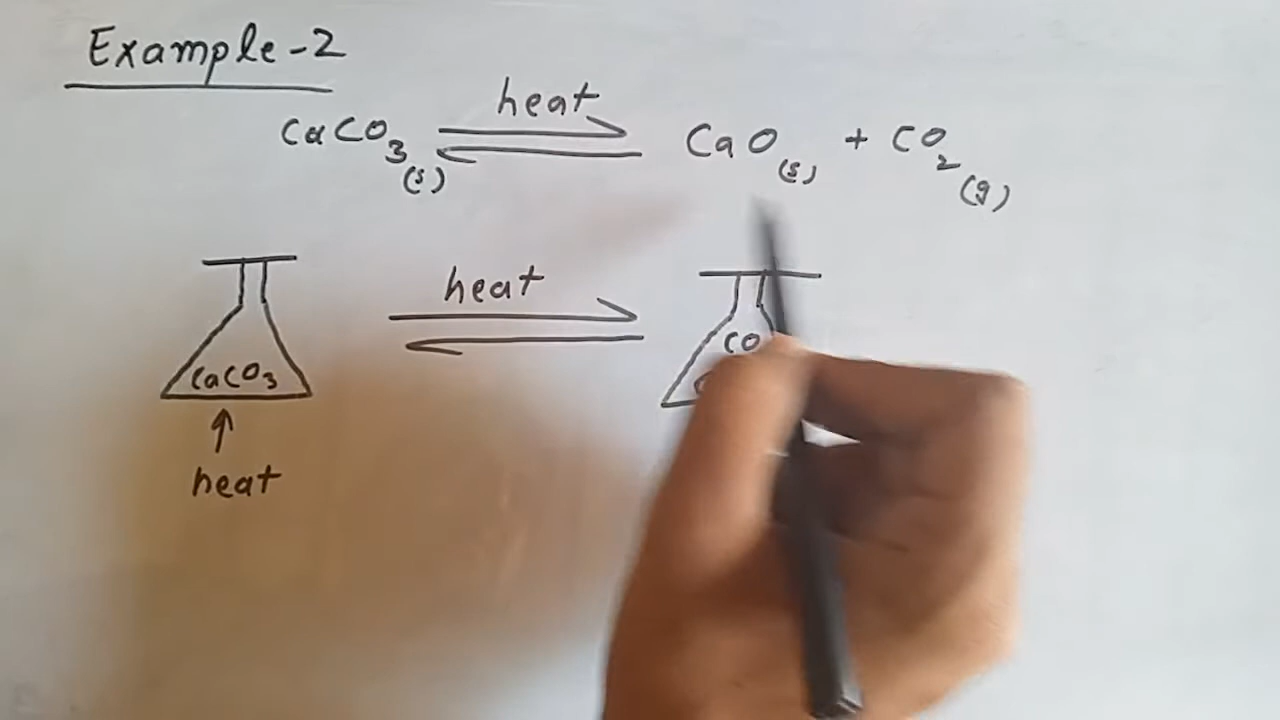 Example-2
CaCO3(s) ⇌ heat CaO(s) + CO2(g)
heat
CaCO3
CO
heat